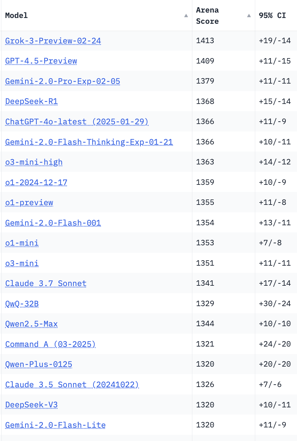 Model Arena Score 95% CI
Grok-3-Preview-02-24 1413 +19/-14
GPT-4.5-Preview 1409 +11/-15
Gemini-2.0-Pro-Exp-02-05 1379 +11/-11
DeepSeek-R1 1368 +15/-14
ChatGPT-4o-latest (2025-01-29) 1366 +11/-9
Gemini-2.0-Flash-Thinking-Exp-01-21 1366 +10/-11
o3-mini-high 1363 +14/-12
o1-2024-12-17 1359 +10/-9
o1-preview 1355 +11/-8
Gemini-2.0-Flash-001 1354 +13/-11
o1-mini 1353 +7/-8
o3-mini 1351 +11/-11
Claude 3.7 Sonnet 1341 +17/-14
QwQ-32B 1329 +30/-24
Qwen2.5-Max 1344 +10/-10
Command A (03-2025) 1321 +24/-20
Qwen-Plus-0125 1320 +20/-20
Claude 3.5 Sonnet (20241022) 1326 +7/-6
DeepSeek-V3 1320 +10/-11
Gemini-2.0-Flash-Lite 1320 +11/-9